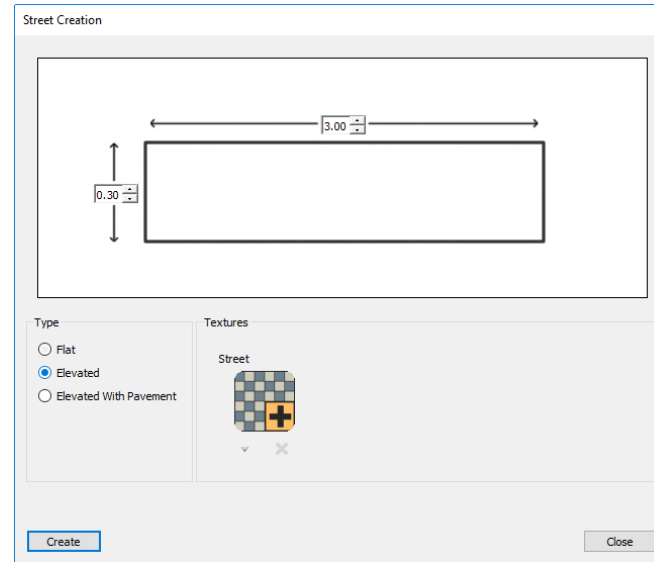 Street Creation
3.00
0.30
Type
Textures
Flat
Street
Elevated
Elevated With Pavement
Create
Close